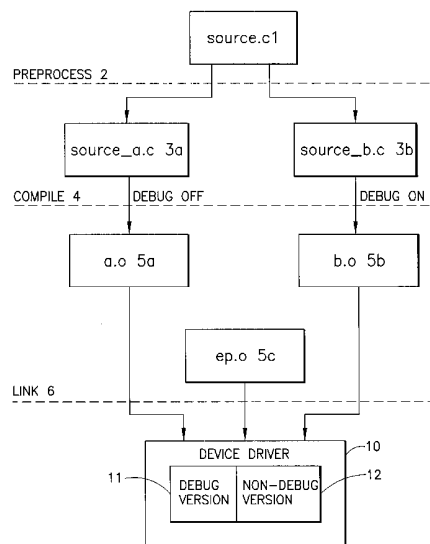 source.c1
PREPROCESS 2
source_a.c 3a
source_b.c 3b
COMPILE 4
DEBUG OFF
DEBUG ON
a.o 5a
b.o 5b
ep.o 5c
LINK 6
DEVICE DRIVER
10
11
DEBUG
VERSION
NON-DEBUG
VERSION
12